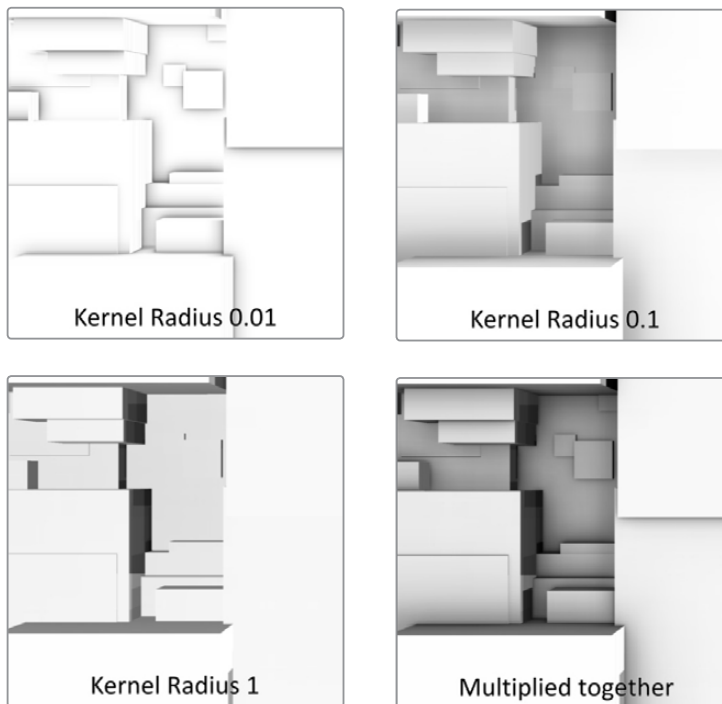 Kernel Radius 0.01
Kernel Radius 0.1
Kernel Radius 1
Multiplied together